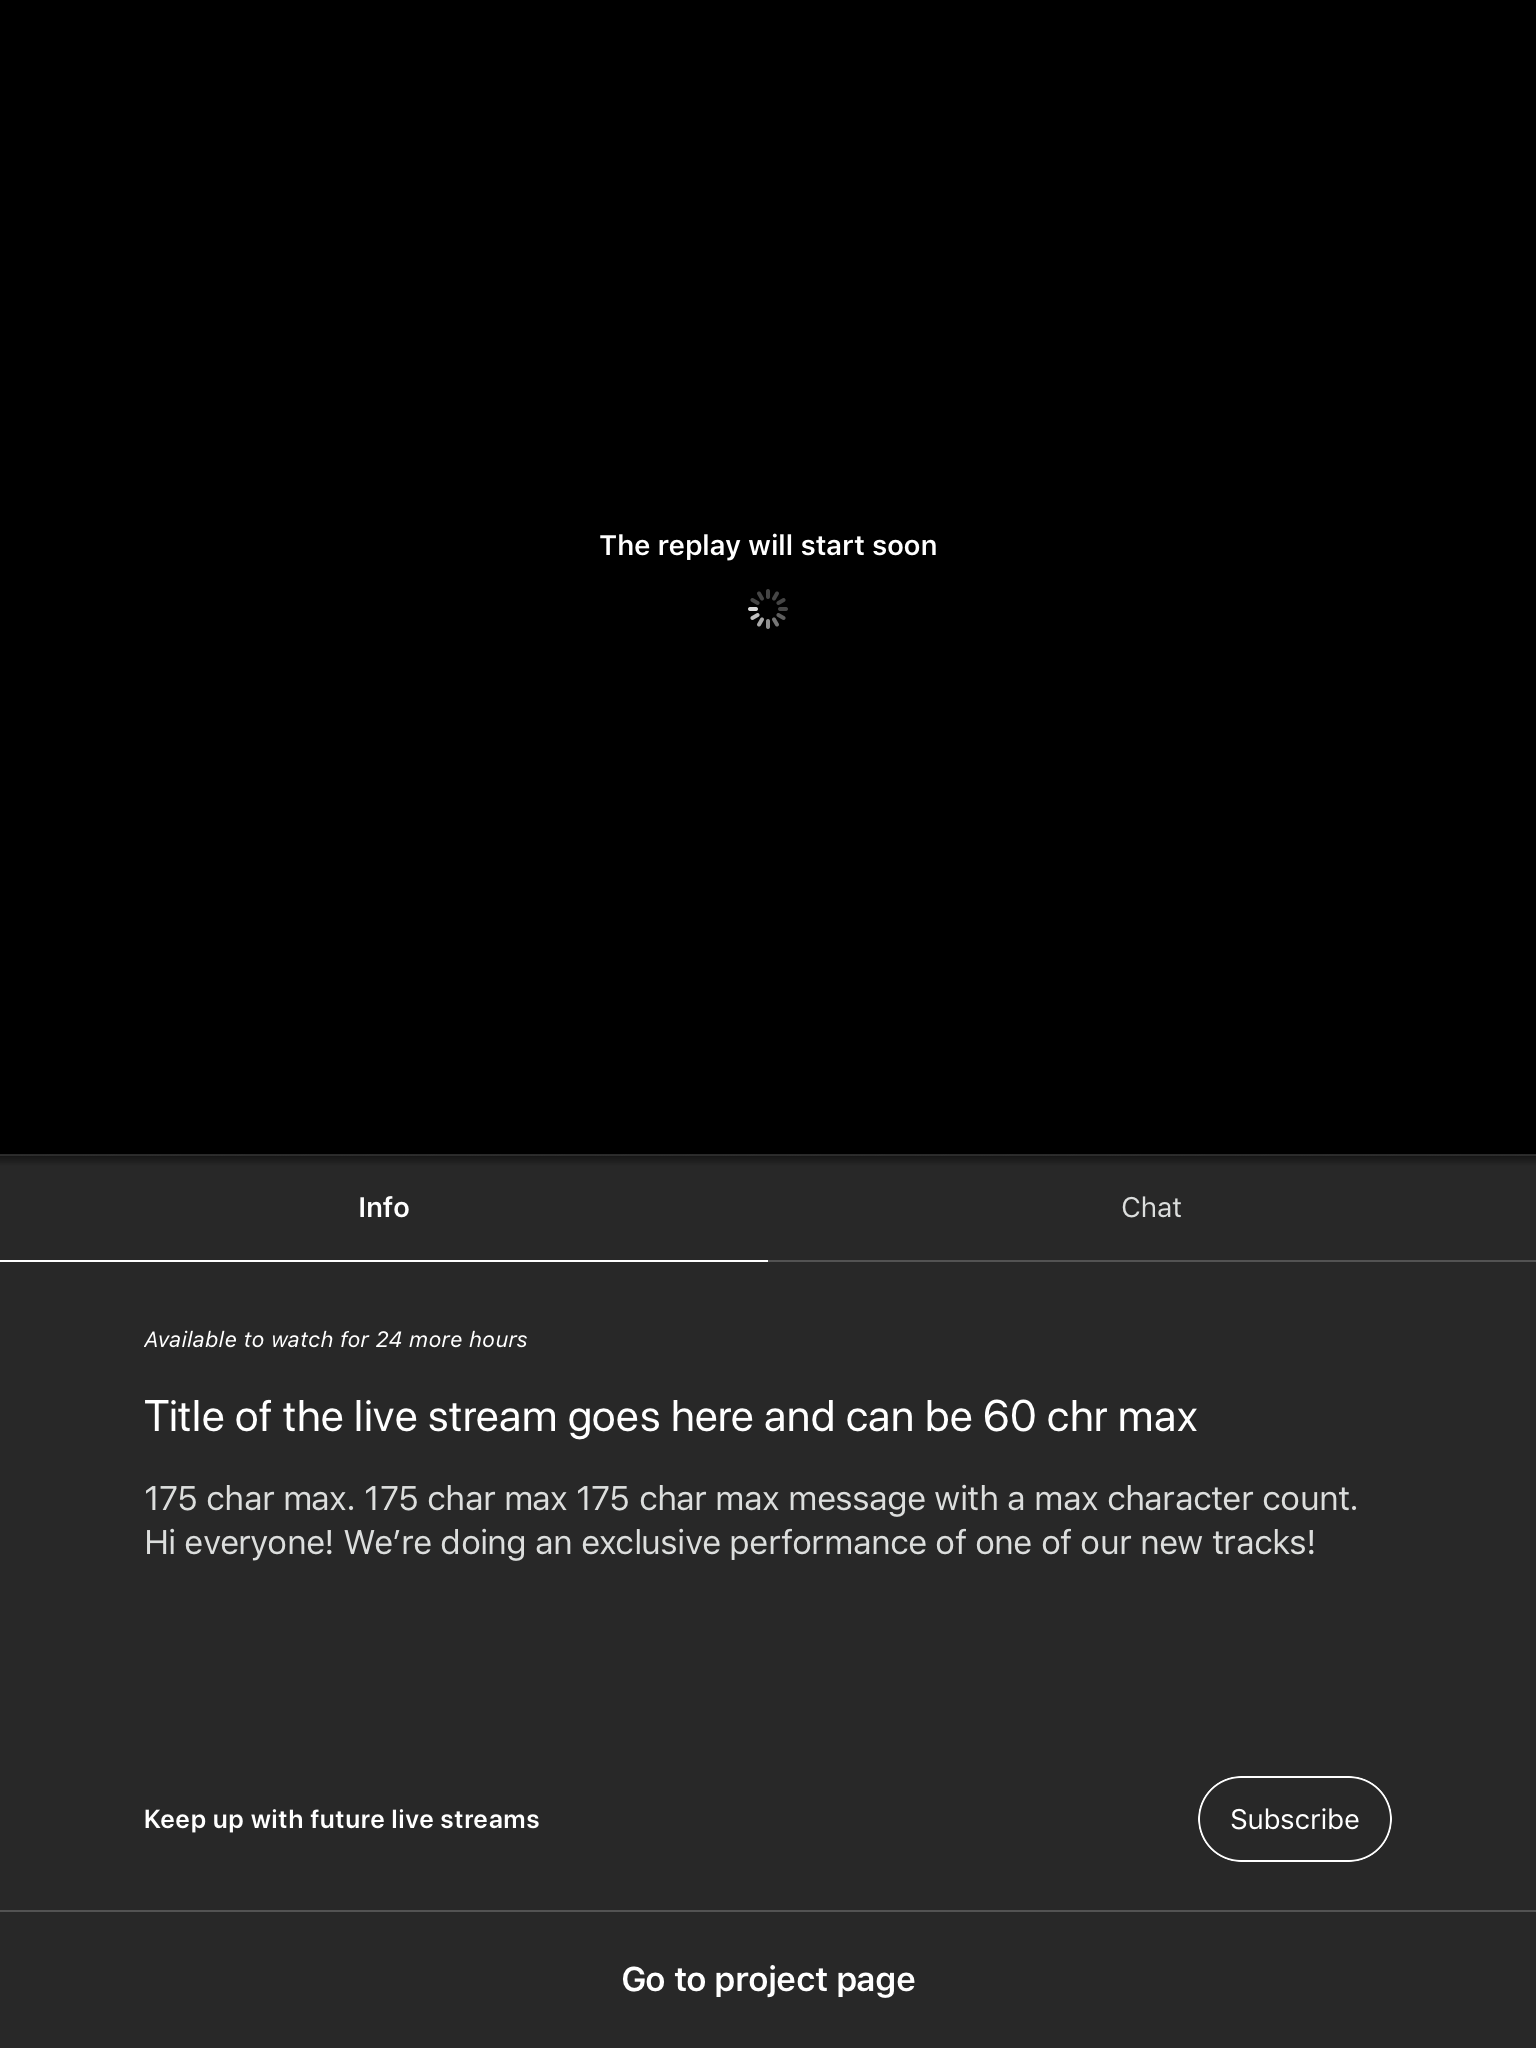 The replay will start soon
Info
Chat
Available to watch for 24 more hours
Title of the live stream goes here and can be 60 chr max
175 char max. 175 char max 175 char max message with a max character count.
Hi everyone! We’re doing an exclusive performance of one of our new tracks!
Keep up with future live streams
Subscribe
Go to project page